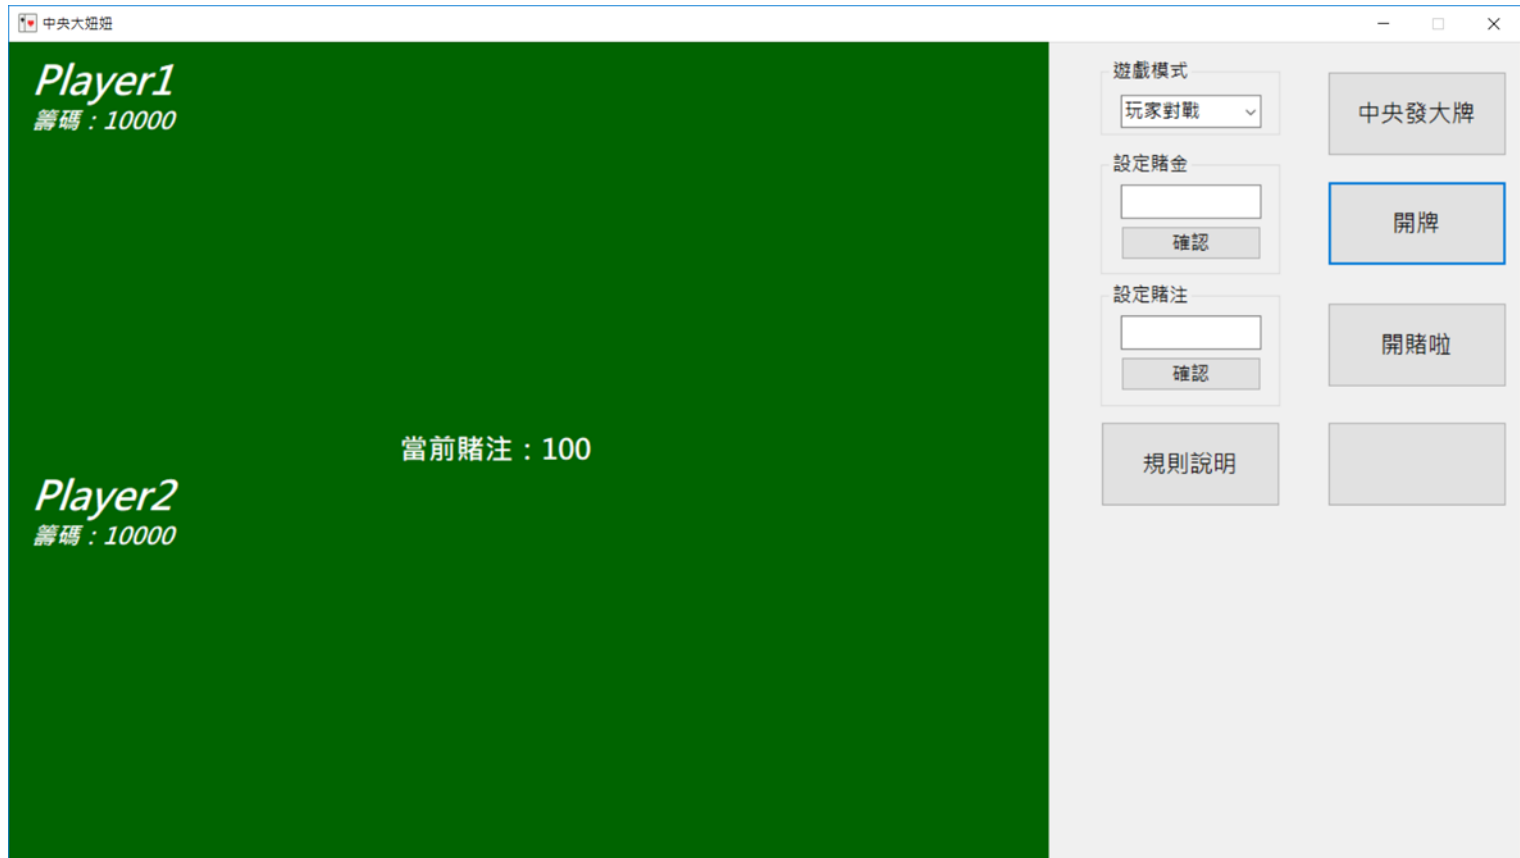 中央大妞妞
Player1
籌碼：10000
當前賭注：100
Player2
籌碼：10000
遊戲模式
玩家對戰
設定賭金
確認
設定賭注
確認
規則說明
中央發大牌
開牌
開賭啦